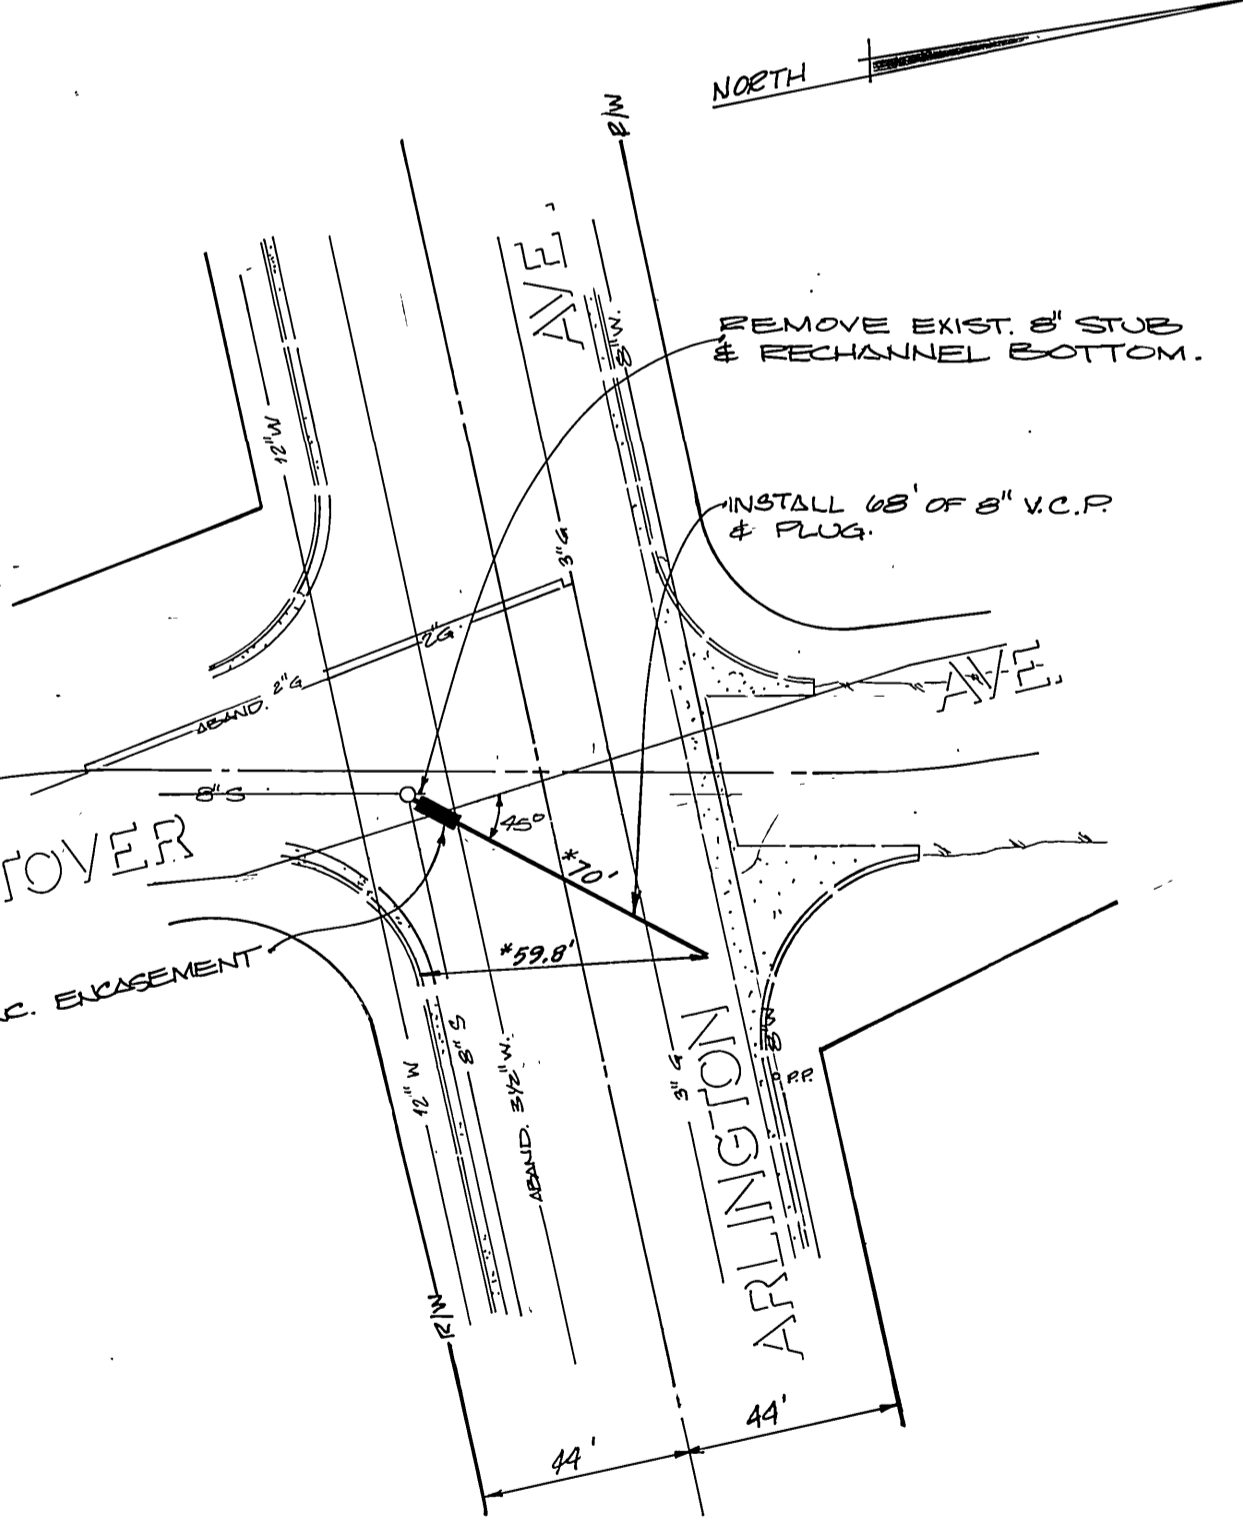 NORTH
R/W
AVE.
REMOVE EXIST. 8" STUB
& RECHANNEL BOTTOM.
8" W.
12" W
INSTALL 68' OF 8" V.C.P.
& PLUG.
3" G
2" G
2" G
ABAND.
AVE.
8" S
45°
TOVER
*70'
*59.8'
C. ENCASEMENT
8" W
8" S
12" W
ABAND. 3½" W.
3" G
P.P.
ARLINGTON
R/W
44'
44'